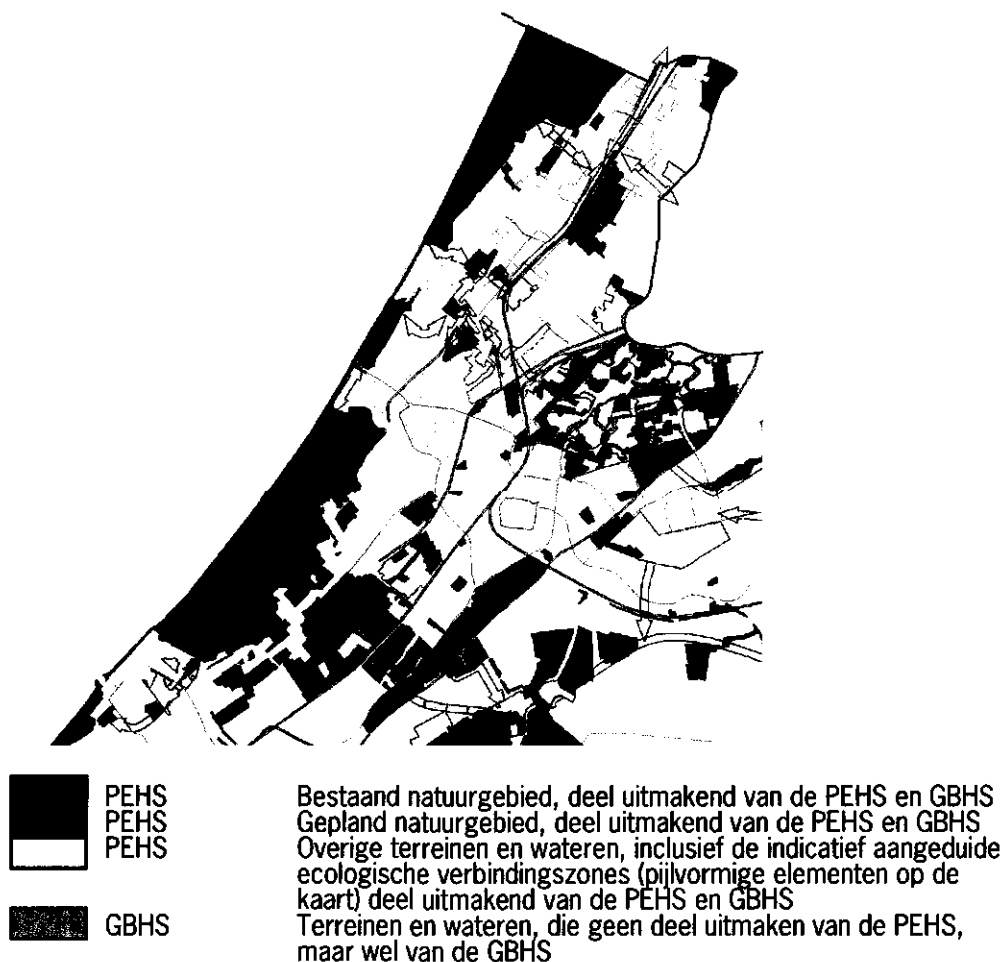 PEHS Bestaand natuurgebied, deel uitmakend van de PEHS en GBHS
PEHS Gepland natuurgebied, deel uitmakend van de PEHS en GBHS
PEHS Overige terreinen en wateren, inclusief de indicatief aangeduide
ecologische verbindingszones (pijlvormige elementen op de
kaart) deel uitmakend van de PEHS en GBHS
GBHS Terreinen en wateren, die geen deel uitmaken van de PEHS,
maar wel van de GBHS